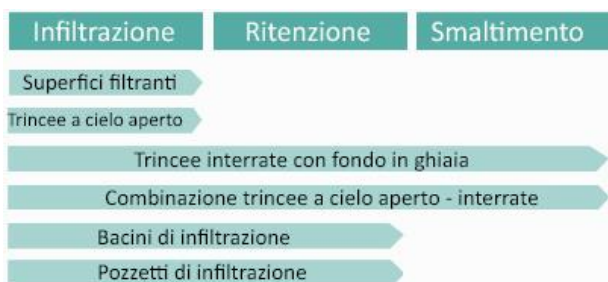 Infiltrazione Ritenzione Smaltimento
Superfici filtranti
Trincee a cielo aperto
Trincee interrate con fondo in ghiaia
Combinazione trincee a cielo aperto - interrate
Bacini di infiltrazione
Pozzetti di infiltrazione